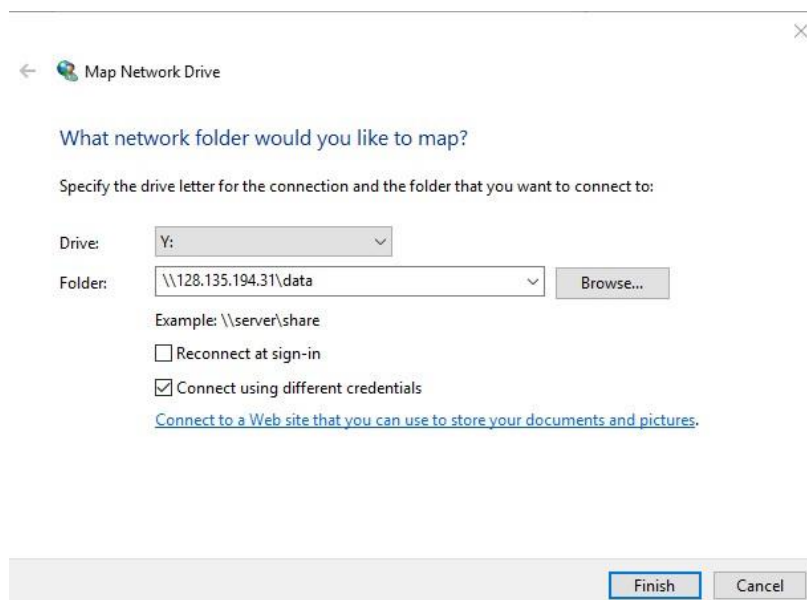 Map Network Drive
What network folder would you like to map?
Specify the drive letter for the connection and the folder that you want to connect to:
Drive: Y:
Folder: \\128.135.194.31\data Browse...
Example: \\server\share
Reconnect at sign-in
Connect using different credentials
Connect to a Web site that you can use to store your documents and pictures.
Finish Cancel